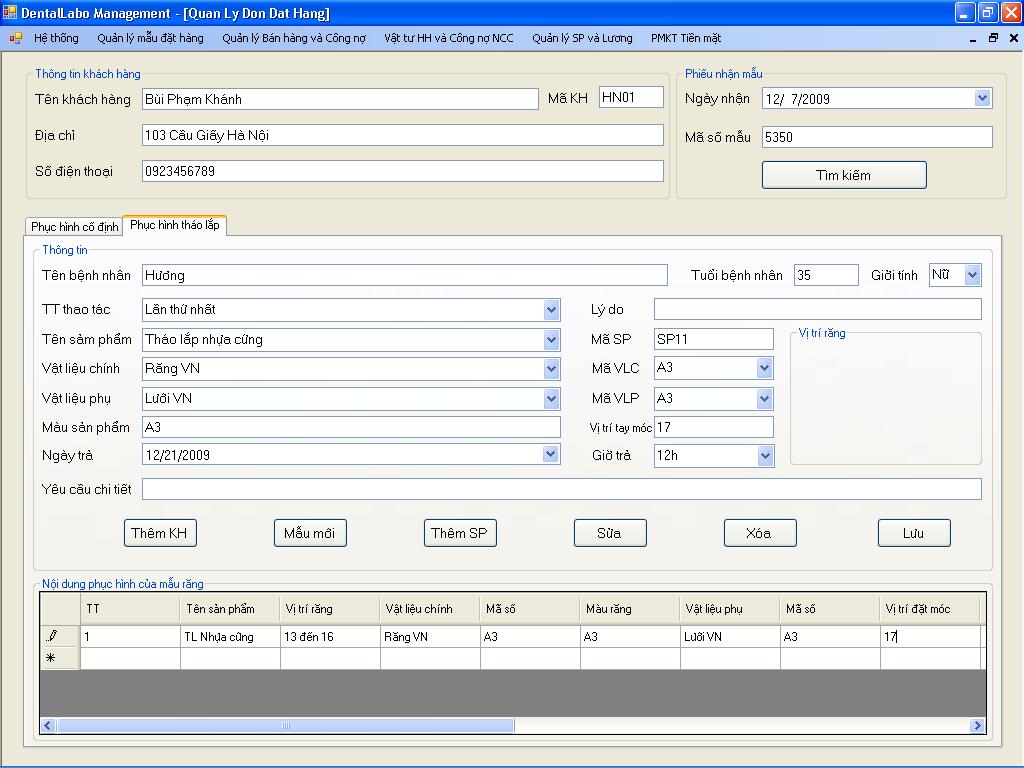 DentalLabo Management - [Quan Ly Don Dat Hang]
Hệ thống Quản lý mẫu đặt hàng Quản lý Bán hàng và Công nợ Vật tư HH và Công nợ NCC Quản lý SP và Lương PMKT Tiền mặt
Thông tin khách hàng Phiếu nhận mẫu
Tên khách hàng Bùi Phạm Khánh Mã KH HN01 Ngày nhận 12/ 7/2009
Địa chỉ 103 Cầu Giấy Hà Nội Mã số mẫu 5350
Số điện thoại 0923456789 Tìm kiếm
Phục hình cố định Phục hình tháo lắp
Thông tin
Tên bệnh nhân Hương Tuổi bệnh nhân 35 Giới tính Nữ
TT thao tác Lần thứ nhất Lý do
Tên sảm phẩm Tháo lắp nhựa cứng Mã SP SP11 Vị trí răng
Vật liệu chính Răng VN Mã VLC A3
Vật liệu phụ Lưới VN Mã VLP A3
Màu sản phẩm A3 Vị trí tay móc 17
Ngày trả 12/21/2009 Giờ trả 12h
Yêu cầu chi tiết
Thêm KH Mẫu mới Thêm SP Sửa Xóa Lưu
Nội dung phục hình của mẫu răng
TT Tên sản phẩm Vị trí răng Vật liệu chính Mã số Màu răng Vật liệu phụ Mã số Vị trí đặt móc
1 TL Nhựa cứng 13 đến 16 Răng VN A3 A3 Lưới VN A3 17